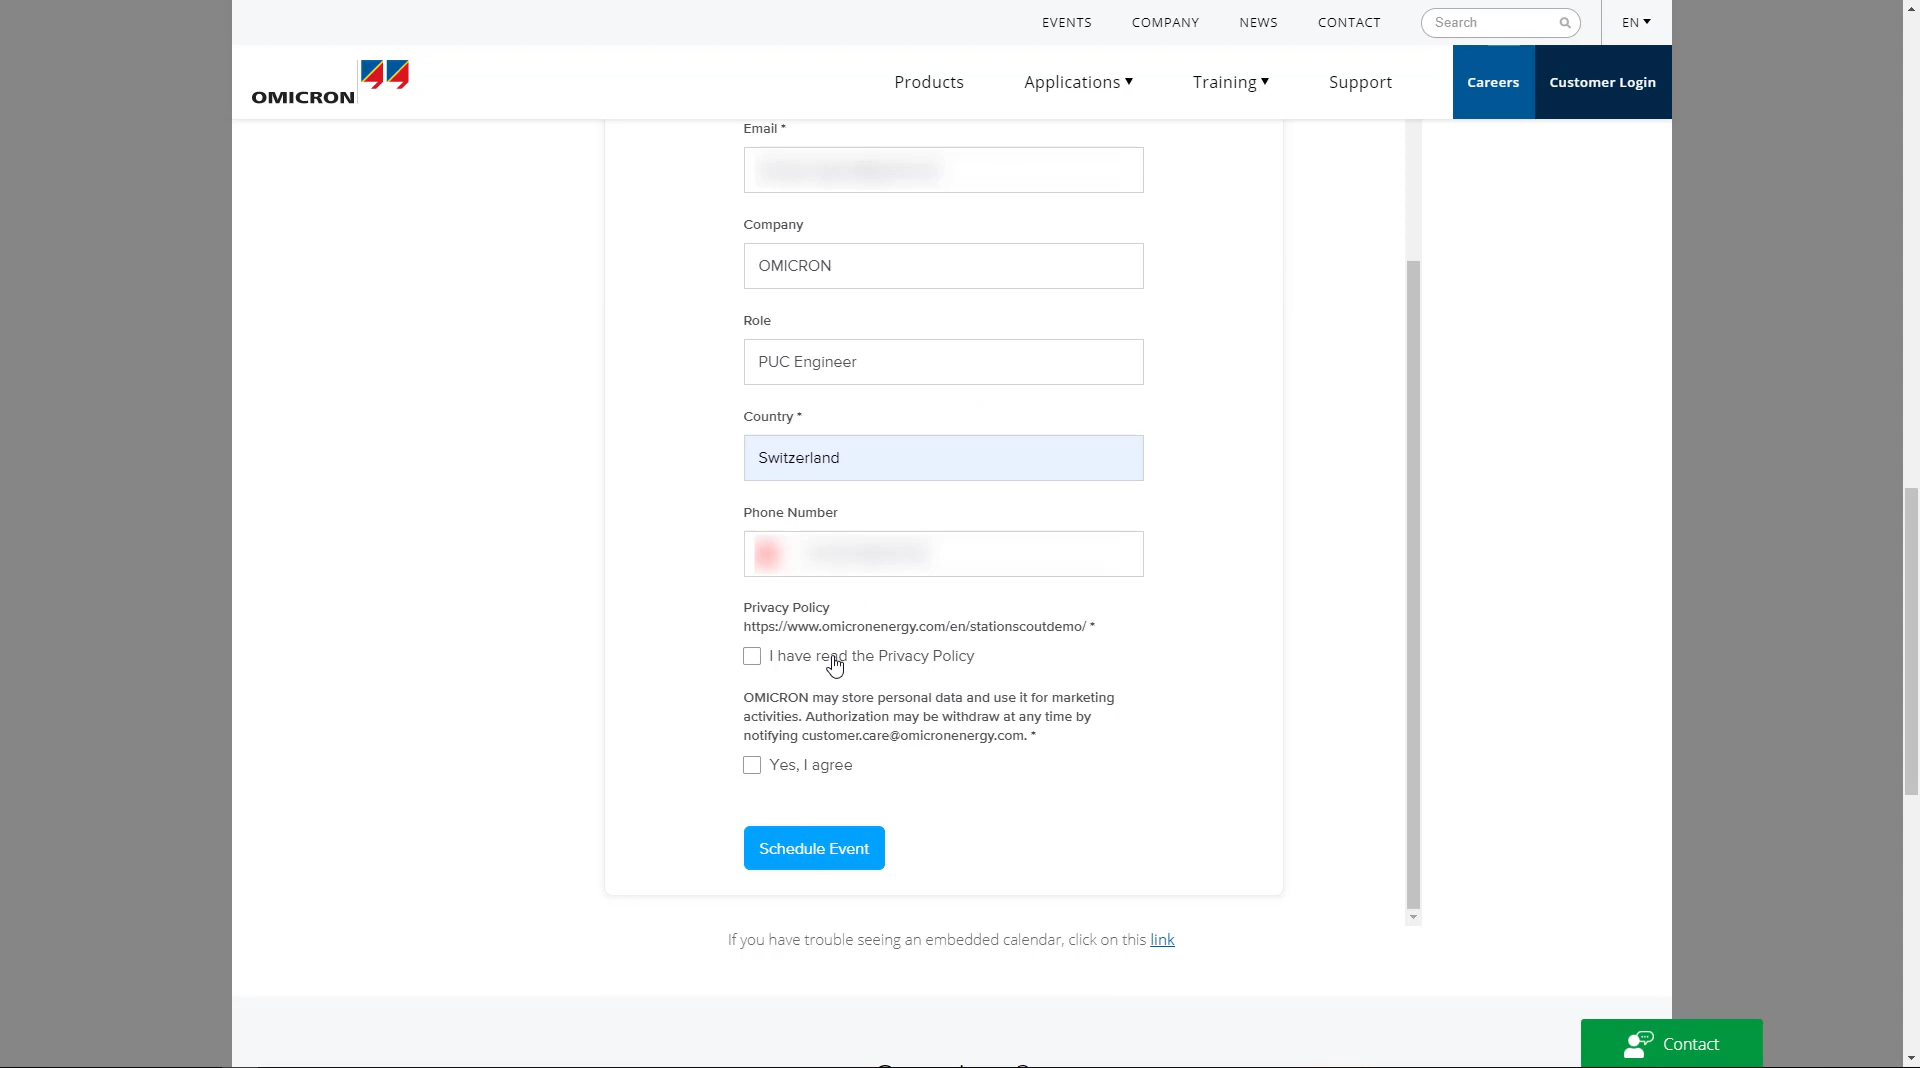 EVENTS COMPANY NEWS CONTACT Search EN
OMICRON
Products Applications Training Support Careers Customer Login
Email *
Company
OMICRON
Role
PUC Engineer
Country *
Switzerland
Phone Number
Privacy Policy
https://www.omicronenergy.com/en/stationscoutdemo/ *
I have read the Privacy Policy
OMICRON may store personal data and use it for marketing
activities. Authorization may be withdraw at any time by
notifying customer.care@omicronenergy.com. *
Yes, I agree
Schedule Event
If you have trouble seeing an embedded calendar, click on this link
Contact